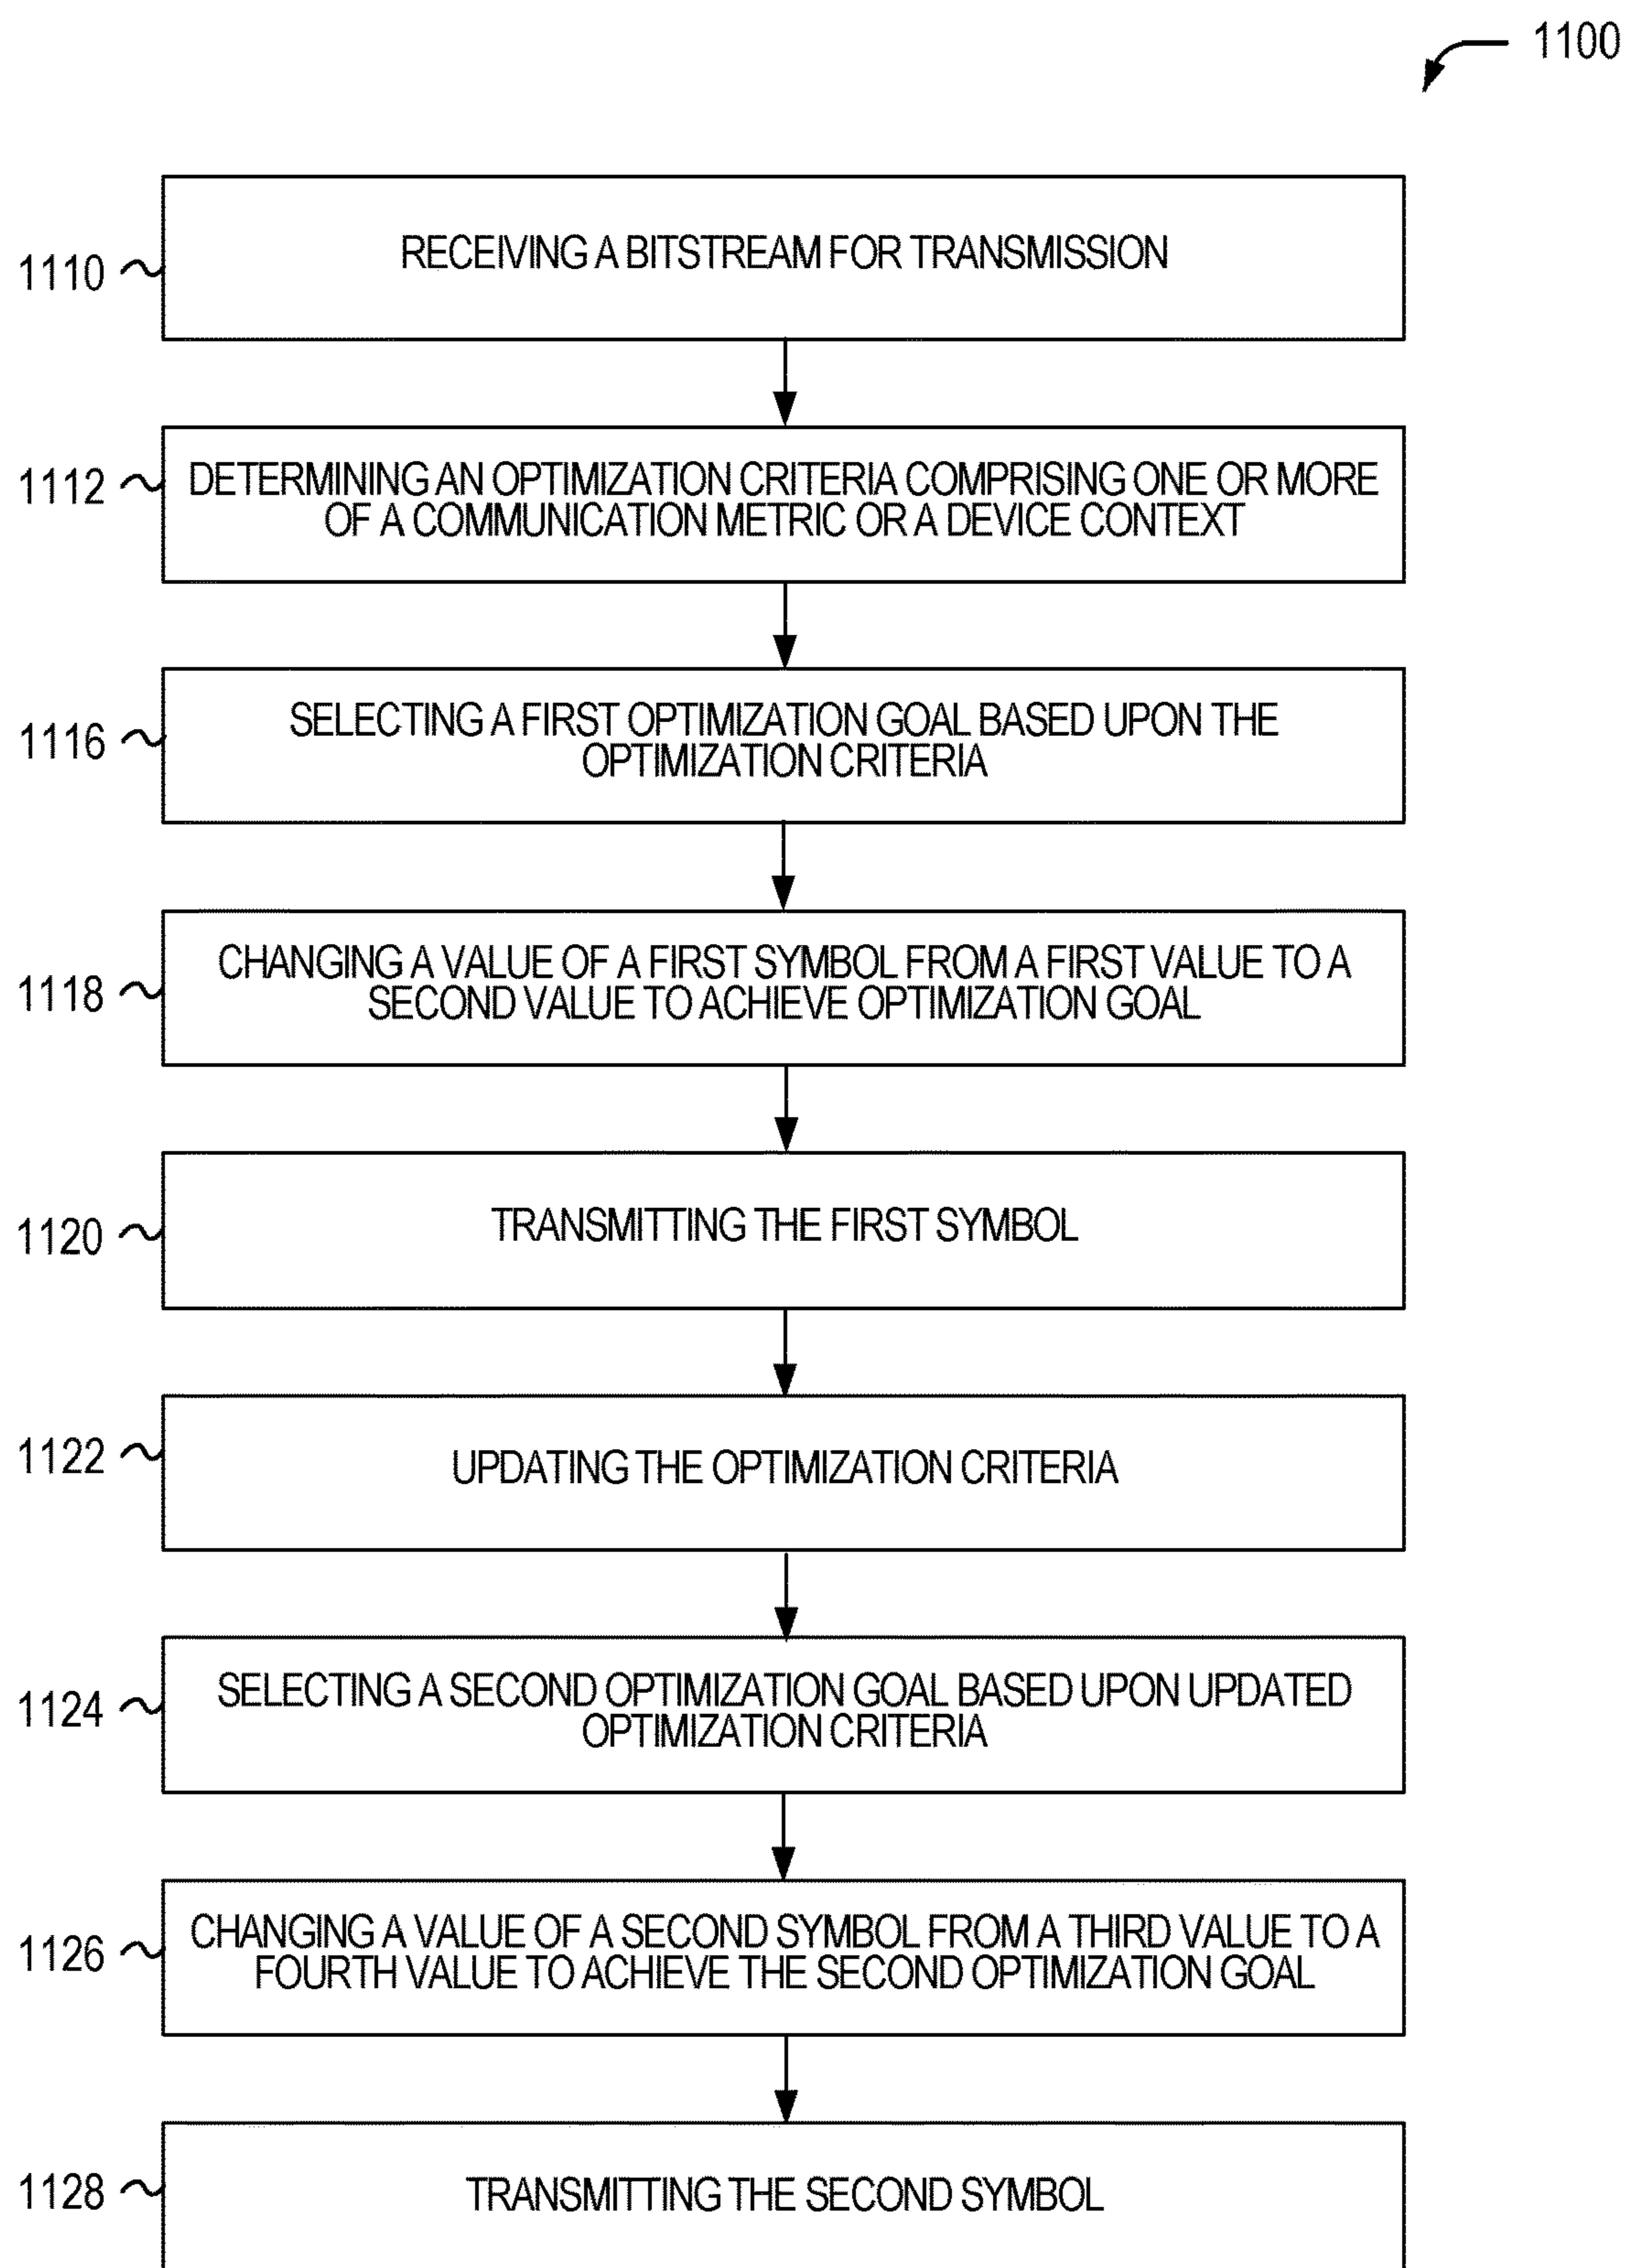 1100
1110
RECEIVING A BITSTREAM FOR TRANSMISSION
1112
DETERMINING AN OPTIMIZATION CRITERIA COMPRISING ONE OR MORE
OF A COMMUNICATION METRIC OR A DEVICE CONTEXT
1116
SELECTING A FIRST OPTIMIZATION GOAL BASED UPON THE
OPTIMIZATION CRITERIA
1118
CHANGING A VALUE OF A FIRST SYMBOL FROM A FIRST VALUE TO A
SECOND VALUE TO ACHIEVE OPTIMIZATION GOAL
1120
TRANSMITTING THE FIRST SYMBOL
1122
UPDATING THE OPTIMIZATION CRITERIA
1124
SELECTING A SECOND OPTIMIZATION GOAL BASED UPON UPDATED
OPTIMIZATION CRITERIA
1126
CHANGING A VALUE OF A SECOND SYMBOL FROM A THIRD VALUE TO A
FOURTH VALUE TO ACHIEVE THE SECOND OPTIMIZATION GOAL
1128
TRANSMITTING THE SECOND SYMBOL